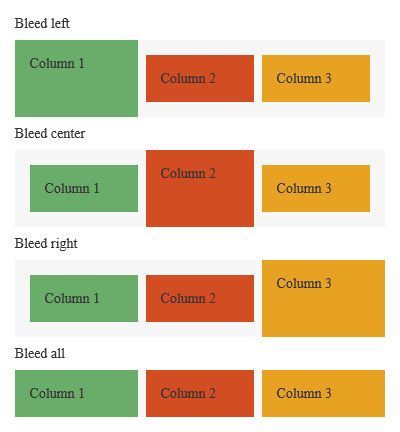 Bleed left
Column 1
Column 2
Column 3
Bleed center
Column 1
Column 2
Column 3
Bleed right
Column 1
Column 2
Column 3
Bleed all
Column 1
Column 2
Column 3